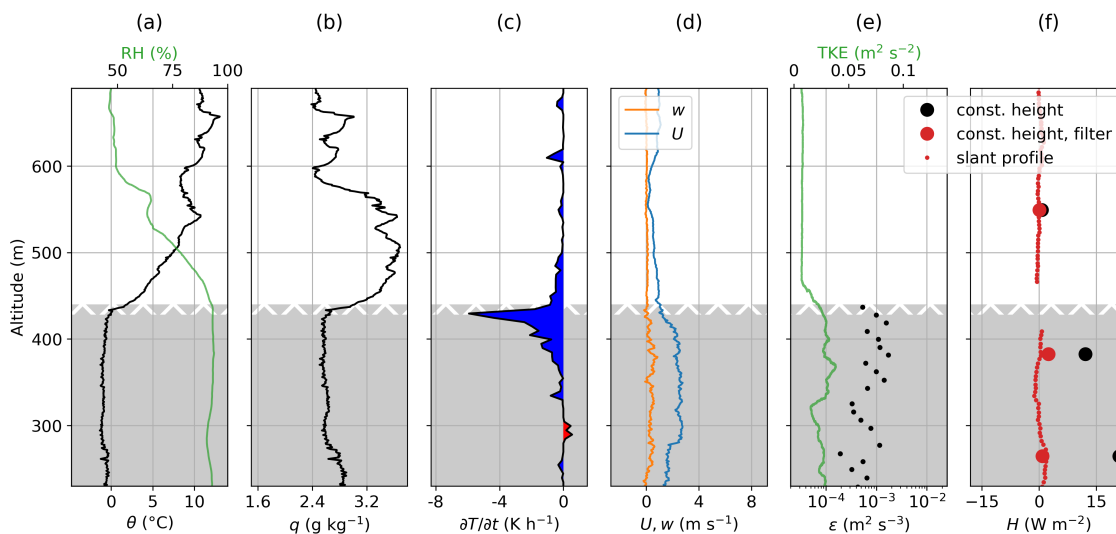 (a) (b) (c) (d) (e) (f)
RH (%) TKE (m² s⁻²)
50 75 100 0 0.05 0.1
w
U
const. height
const. height, filter
slant profile
600
500
400
300
Altitude (m)
0 5 10 1.6 2.4 3.2 −8 −4 0 0 4 8 10⁻⁴ 10⁻³ 10⁻² −15 0 15
θ (°C) q (g kg⁻¹) ∂T/∂t (K h⁻¹) U, w (m s⁻¹) ε (m² s⁻³) H (W m⁻²)